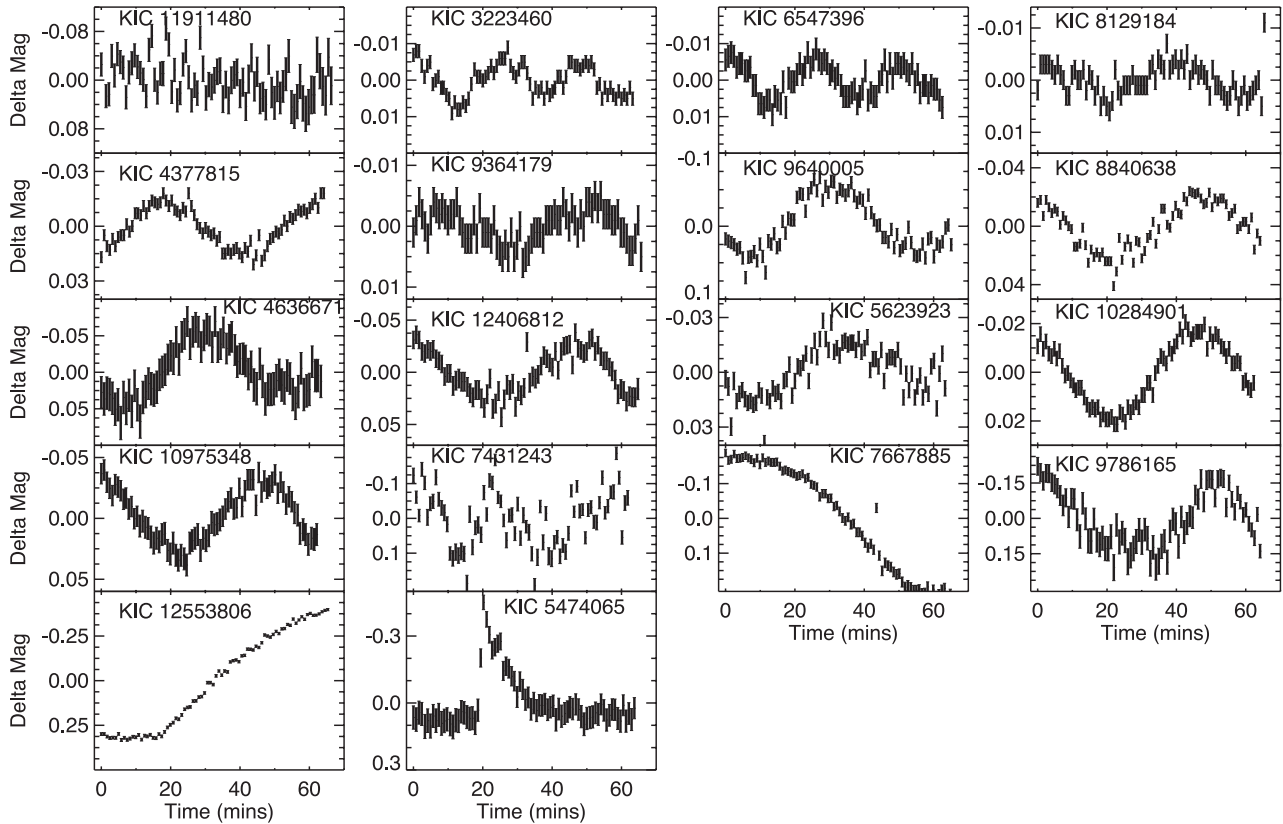 KIC 11911480
KIC 3223460
KIC 6547396
KIC 8129184
Delta Mag
-0.08
0.00
0.08
-0.01
0.00
0.01
-0.01
0.00
0.01
-0.01
0.00
0.01
KIC 4377815
KIC 9364179
KIC 9640005
KIC 8840638
Delta Mag
-0.03
0.00
0.03
-0.01
0.00
0.01
-0.1
0.0
0.1
-0.04
0.00
0.04
KIC 4636671
KIC 12406812
KIC 5623923
KIC 10284901
Delta Mag
-0.05
0.00
0.05
-0.05
0.00
0.05
-0.03
0.00
0.03
-0.02
0.00
0.02
KIC 10975348
KIC 7431243
KIC 7667885
KIC 9786165
Delta Mag
-0.05
0.00
0.05
-0.1
0.0
0.1
-0.1
0.0
0.1
-0.15
0.00
0.15
0 20 40 60
Time (mins)
0 20 40 60
Time (mins)
KIC 12553806
KIC 5474065
Delta Mag
-0.25
0.00
0.25
-0.3
0.0
0.3
0 20 40 60
Time (mins)
0 20 40 60
Time (mins)